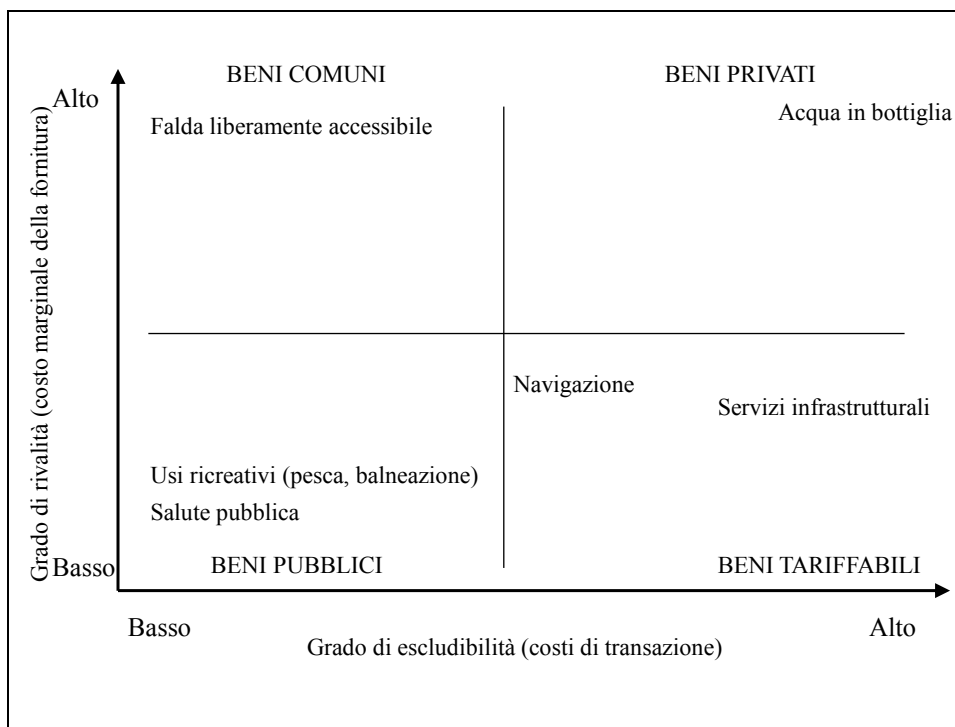 BENI COMUNI
BENI PRIVATI
Alto
Falda liberamente accessibile
Acqua in bottiglia
Grado di rivalità (costo marginale della fornitura)
Navigazione
Servizi infrastrutturali
Usi ricreativi (pesca, balneazione)
Salute pubblica
Basso
BENI PUBBLICI
BENI TARIFFABILI
Basso
Alto
Grado di escludibilità (costi di transazione)